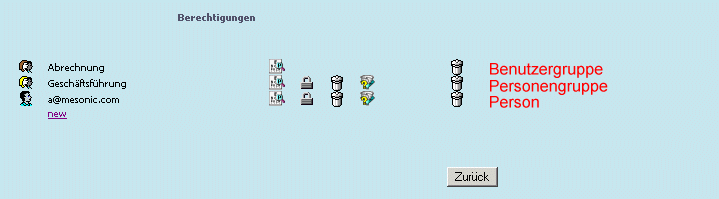 Berechtigungen
Abrechnung Benutzergruppe
Geschäftsführung Personengruppe
a@mesonic.com Person
new
Zurück